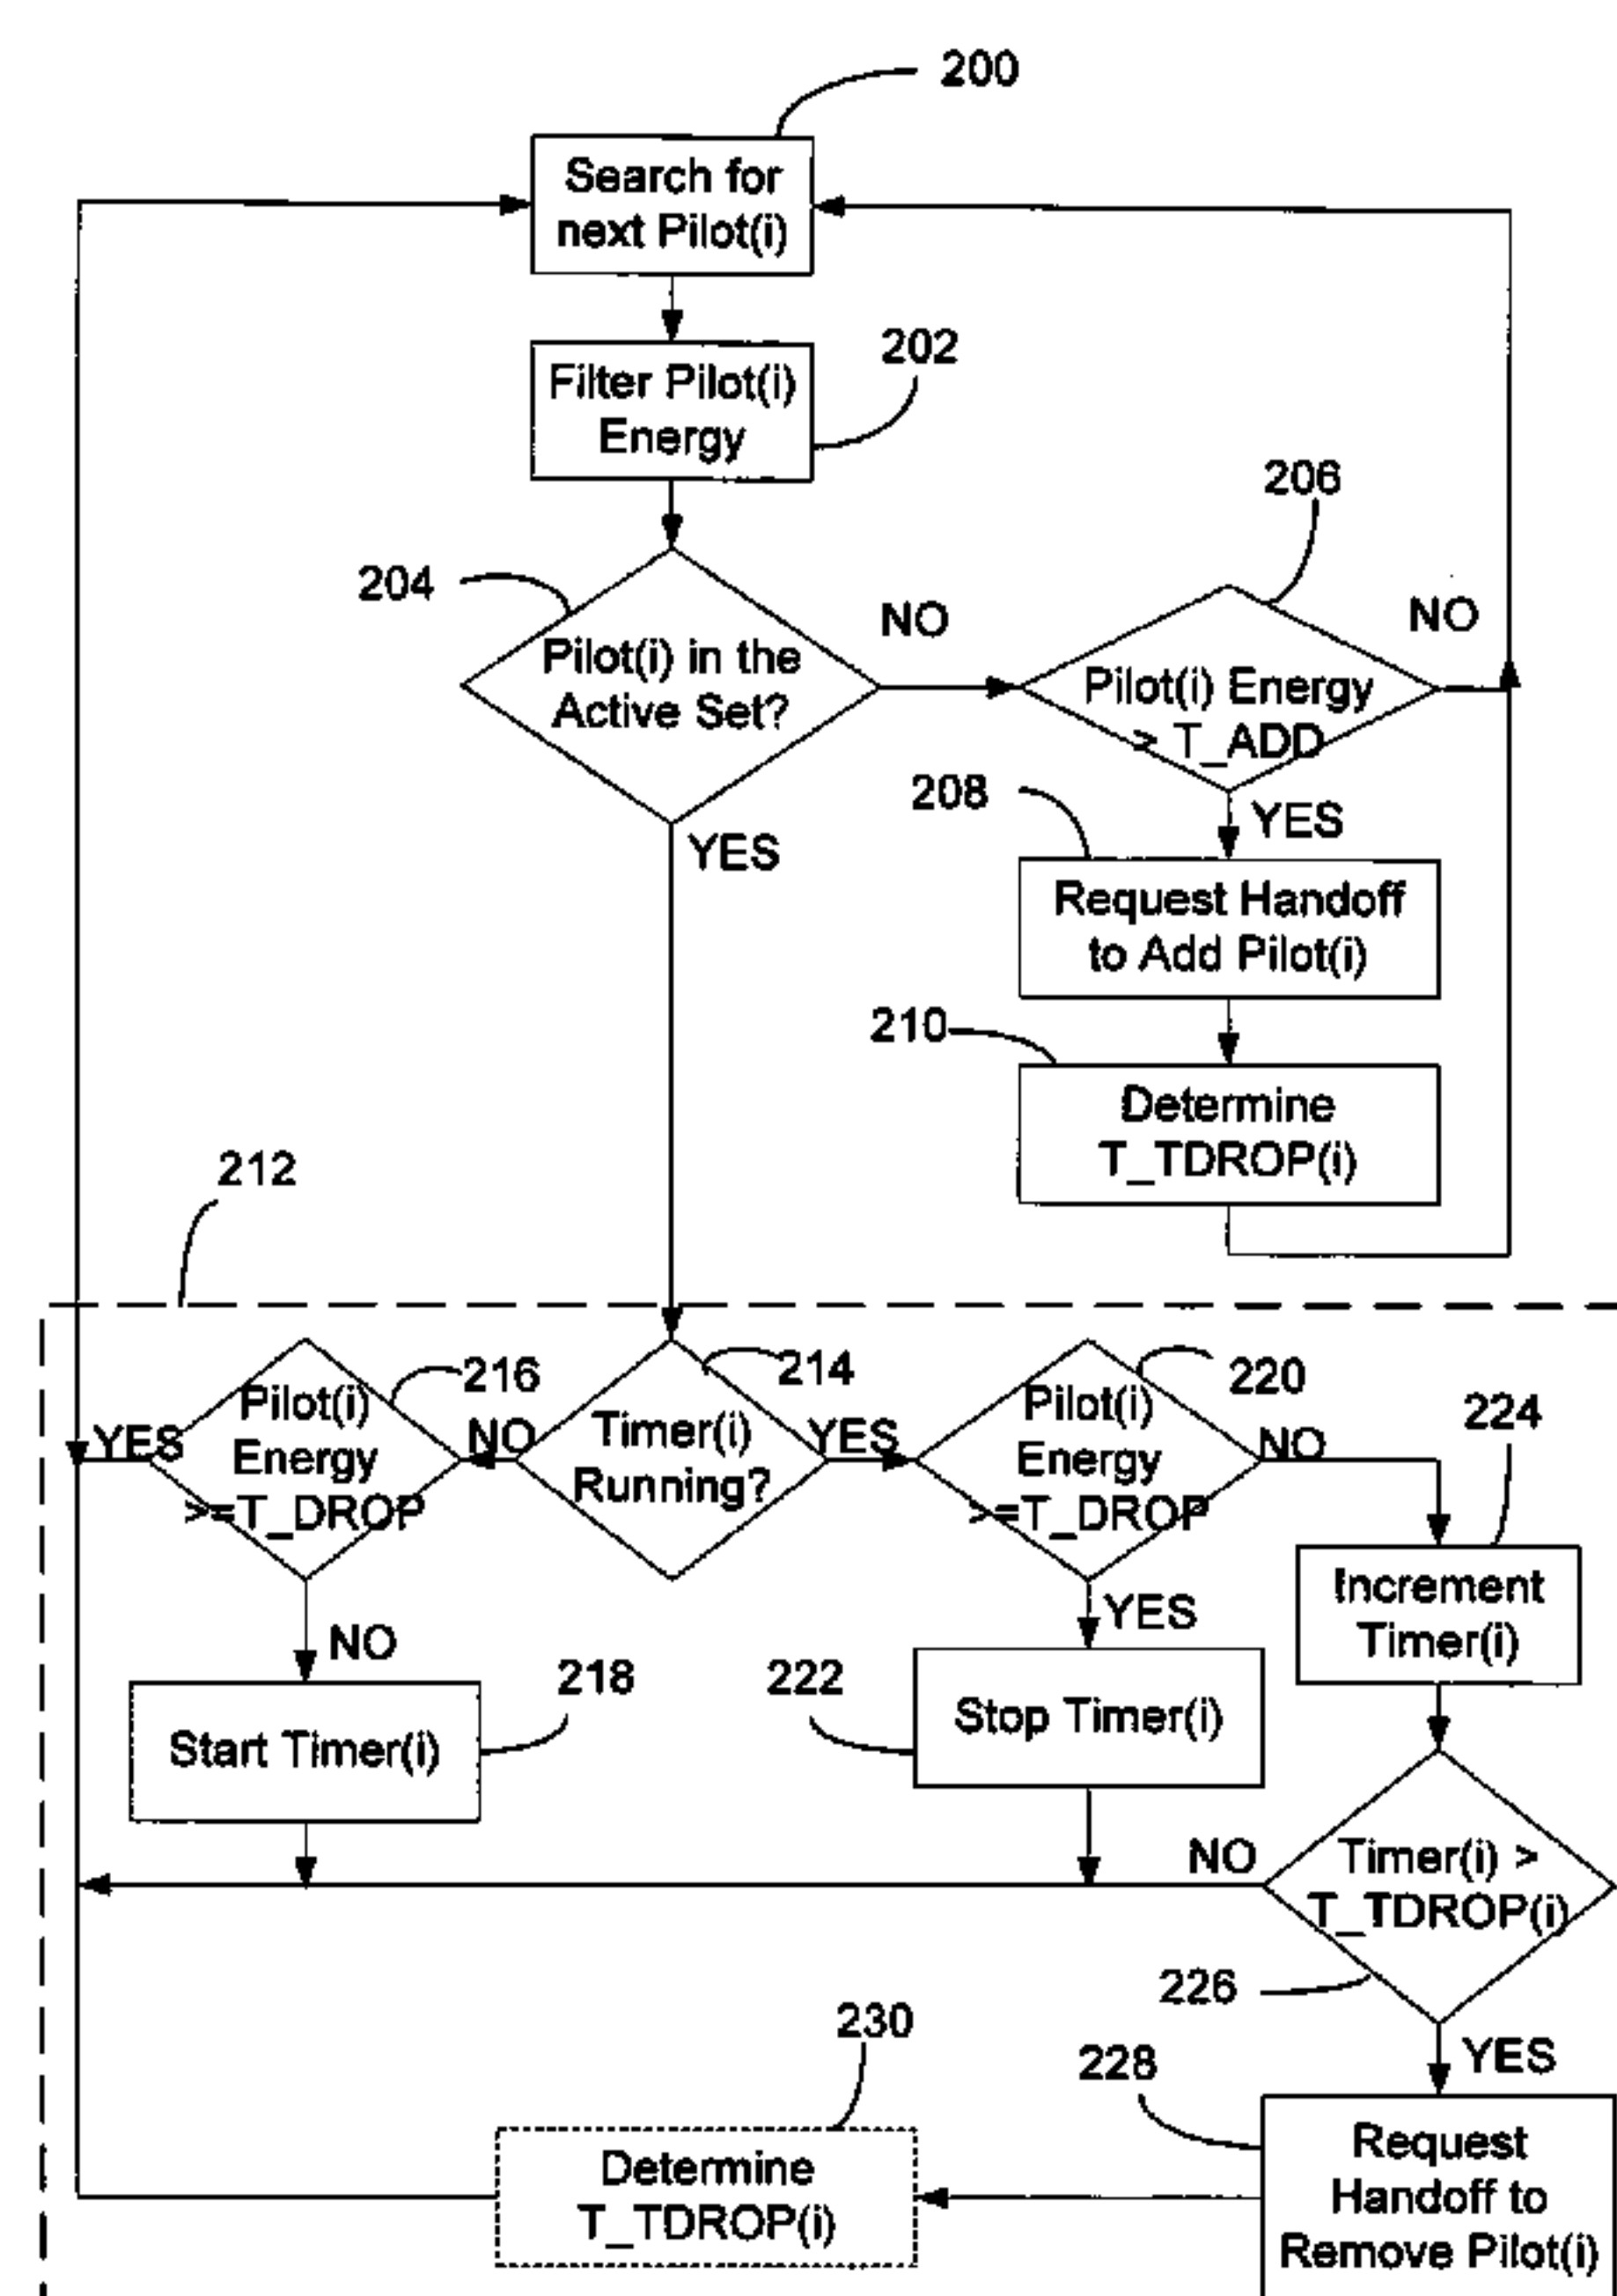 200
Search for
next Pilot(i)
202
Filter Pilot(i)
Energy
206
204
NO
NO
Pilot(i) in the
Active Set?
Pilot(i) Energy
> T_ADD
208
YES
YES
Request Handoff
to Add Pilot(i)
210
Determine
T_TDROP(i)
212
216
214
220
224
YES
Pilot(i)
Energy
>=T_DROP
NO
Timer(i)
Running?
YES
Pilot(i)
Energy
>=T_DROP
NO
Increment
Timer(i)
NO
YES
218
222
Start Timer(i)
Stop Timer(i)
NO
Timer(i) >
T_TDROP(i)
226
230
228
YES
Determine
T_TDROP(i)
Request
Handoff to
Remove Pilot(i)